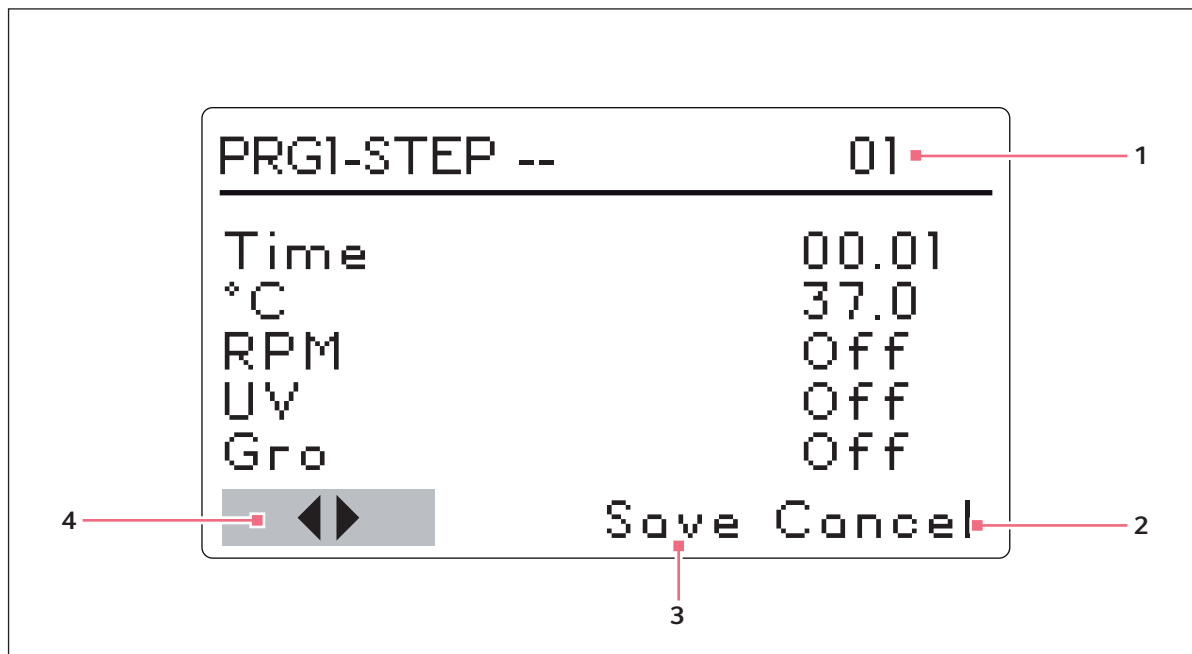 PRG1-STEP -- 01 1
Time 00.01
°C 37.0
RPM Off
UV Off
Gro Off
4 Save Cancel 2
3